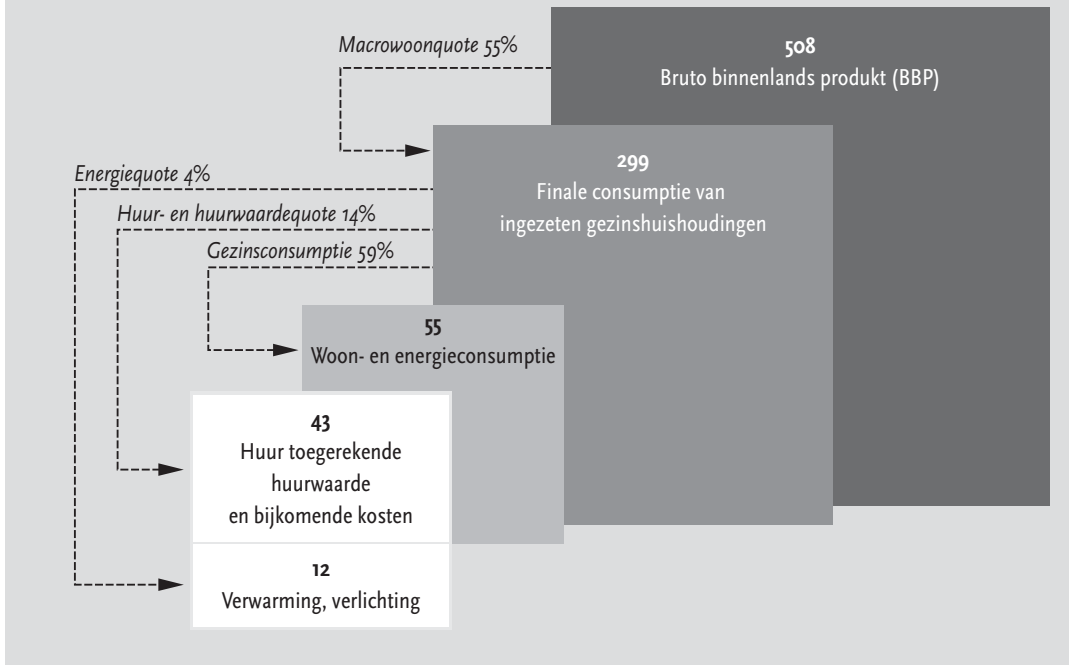 Macrowoonquote 55%
508
Bruto binnenlands produkt (BBP)
299
Finale consumptie van
ingezeten gezinshuishoudingen
Energiequote 4%
Huur- en huurwaardequote 14%
Gezinsconsumptie 59%
55
Woon- en energieconsumptie
43
Huur toegerekende
huurwaarde
en bijkomende kosten
12
Verwarming, verlichting